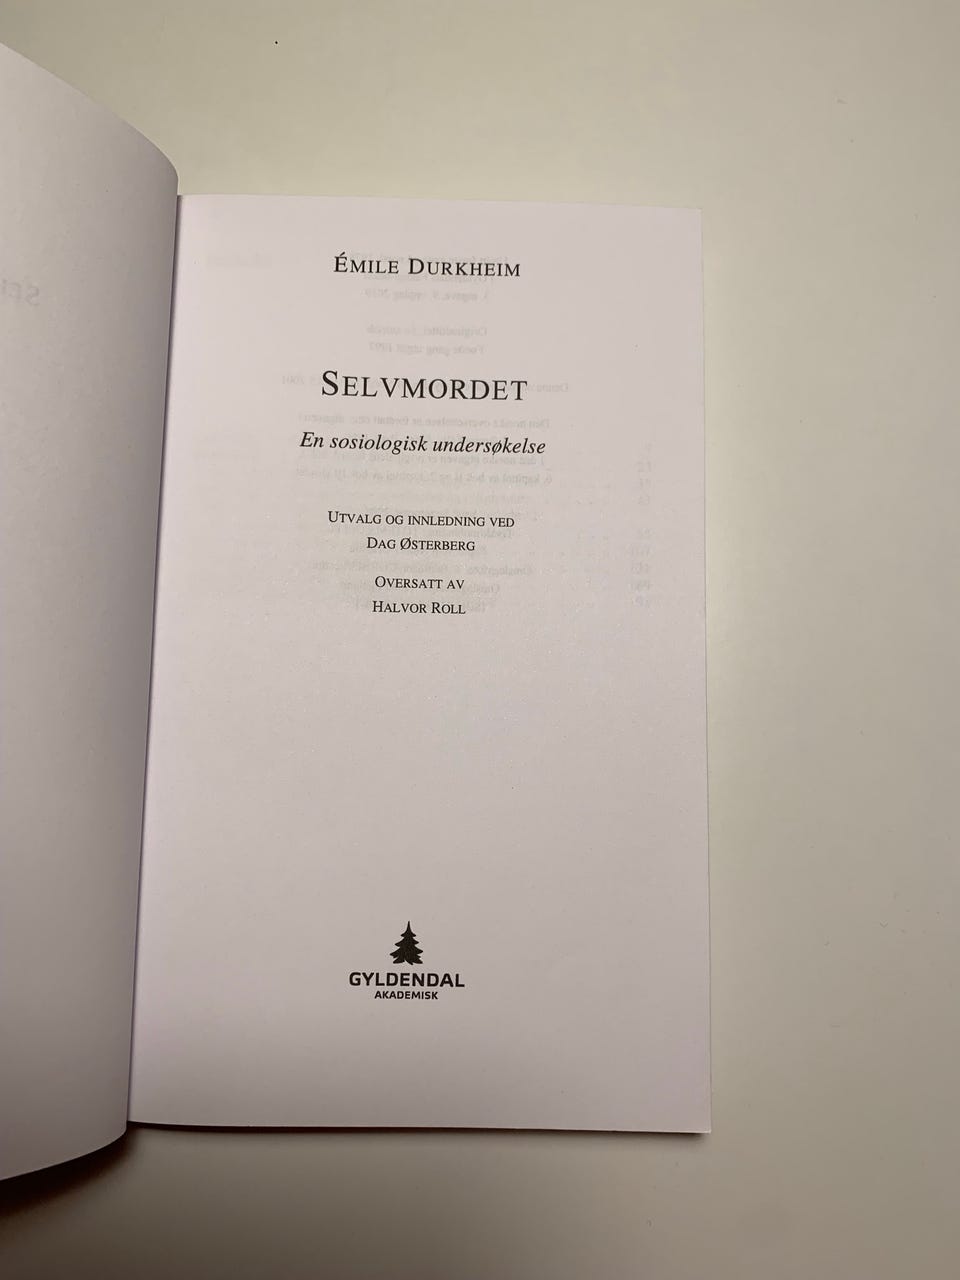 ÉMILE DURKHEIM
SELVMORDET
En sosiologisk undersøkelse
UTVALG OG INNLEDNING VED
DAG ØSTERBERG
OVERSATT AV
HALVOR ROLL
GYLDENDAL
AKADEMISK